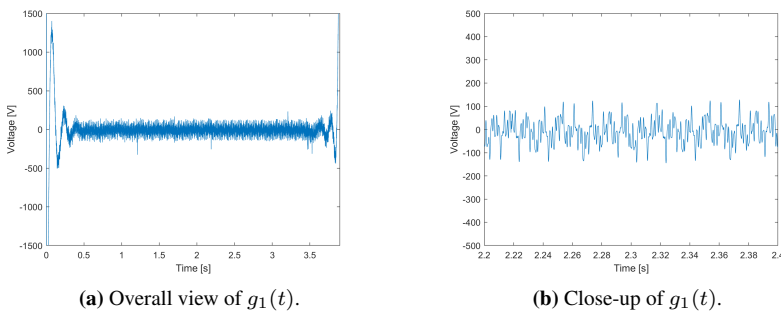 1500
1000
500
0
-500
-1000
-1500
Voltage [V]
0 0.5 1 1.5 2 2.5 3 3.5
Time [s]
(a) Overall view of g₁(t).
500
400
300
200
100
0
-100
-200
-300
-400
-500
Voltage [V]
2.2 2.22 2.24 2.26 2.28 2.3 2.32 2.34 2.36 2.38 2.4
Time [s]
(b) Close-up of g₁(t).